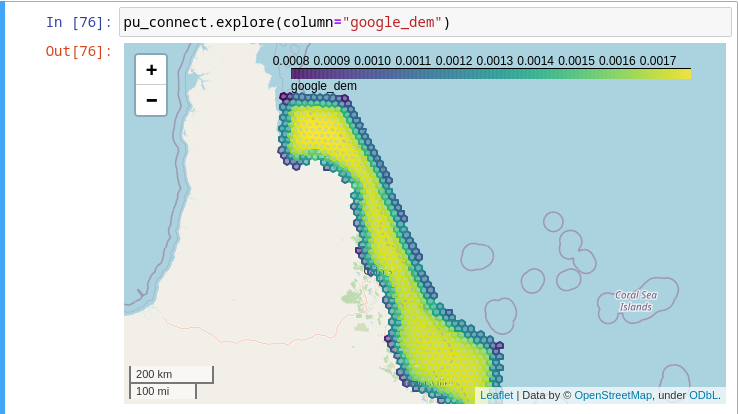 In [76]: pu_connect.explore(column="google_dem")
Out[76]:
+
−
0.0008 0.0009 0.0010 0.0011 0.0012 0.0013 0.0014 0.0015 0.0016 0.0017
google_dem
Coral Sea
Islands
200 km
100 mi
Leaflet | Data by © OpenStreetMap, under ODbL.